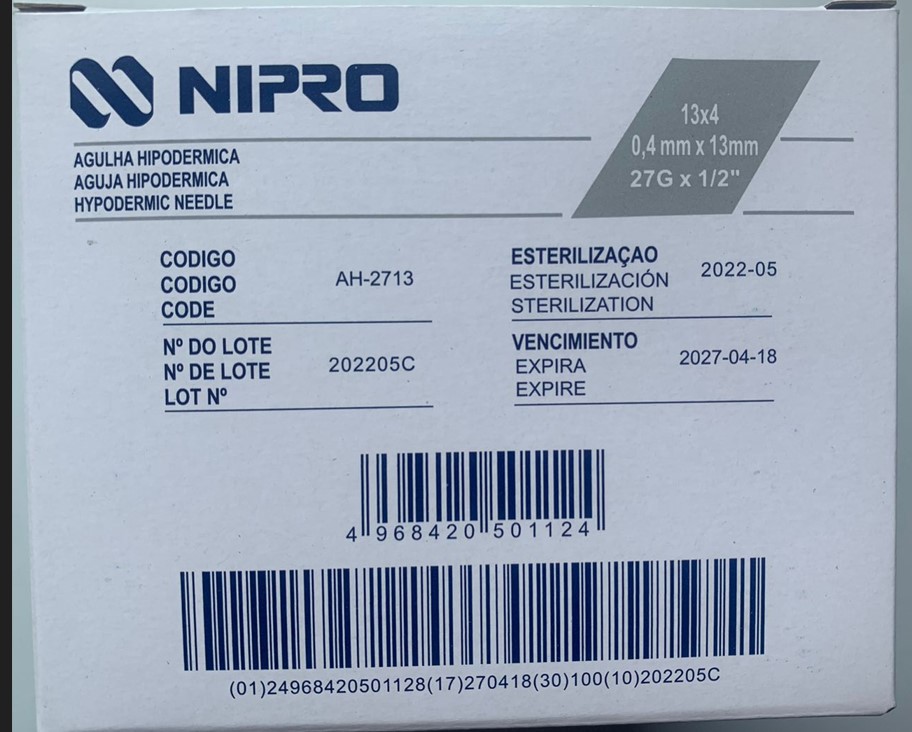 NIPRO
13x4
0,4 mm x 13mm
27G x 1/2"
AGULHA HIPODERMICA
AGUJA HIPODERMICA
HYPODERMIC NEEDLE
CODIGO
CODIGO
CODE
AH-2713
ESTERILIZAÇAO
ESTERILIZACIÓN
STERILIZATION
2022-05
Nº DO LOTE
Nº DE LOTE
LOT Nº
202205C
VENCIMIENTO
EXPIRA
EXPIRE
2027-04-18
4 968420 501124
(01)24968420501128(17)270418(30)100(10)202205C